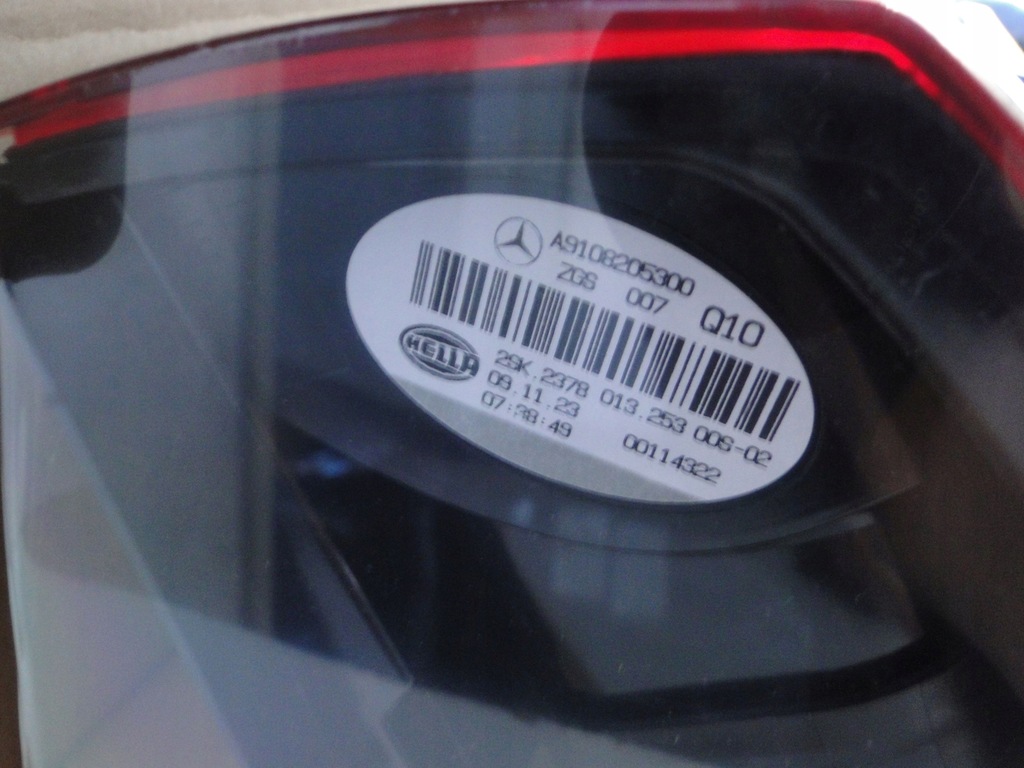 A9108205300
ZGS 007 Q10
HELLA
2SK.2378 013.253 00S-02
09.11.23
07:38:49 00114322